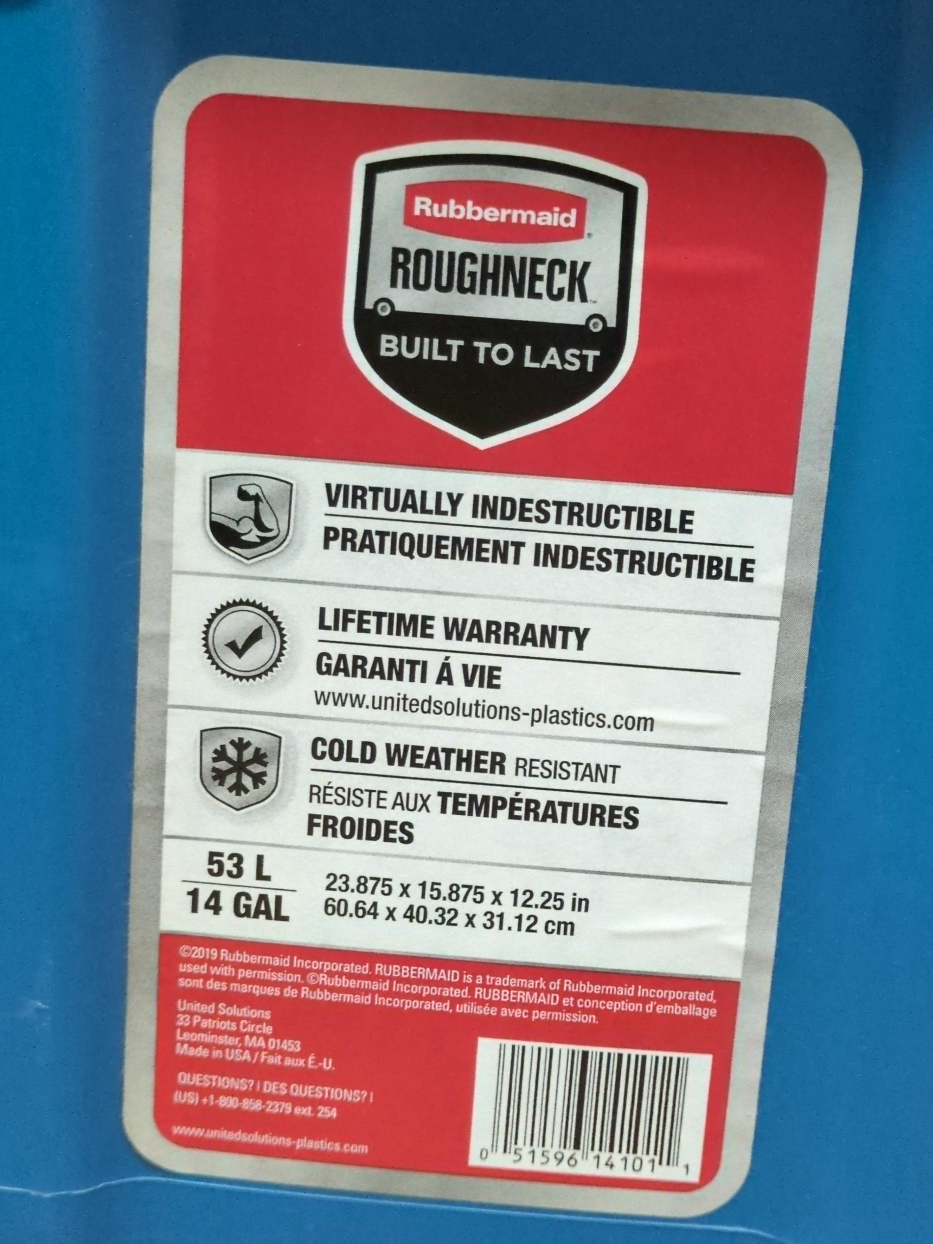 Rubbermaid®
ROUGHNECK™
BUILT TO LAST
VIRTUALLY INDESTRUCTIBLE
PRATIQUEMENT INDESTRUCTIBLE
LIFETIME WARRANTY
GARANTI Á VIE
www.unitedsolutions-plastics.com
COLD WEATHER RESISTANT
RÉSISTE AUX TEMPÉRATURES
FROIDES
53 L
14 GAL
23.875 x 15.875 x 12.25 in
60.64 x 40.32 x 31.12 cm
©2019 Rubbermaid Incorporated. RUBBERMAID is a trademark of Rubbermaid Incorporated,
used with permission. ©Rubbermaid Incorporated. RUBBERMAID et conception d'emballage
sont des marques de Rubbermaid Incorporated, utilisée avec permission.
United Solutions
33 Patriots Circle
Leominster, MA 01453
Made in USA / Fait aux É.-U.
QUESTIONS? | DES QUESTIONS? |
(US) +1-800-858-2379 ext. 254
www.unitedsolutions-plastics.com
0 51596 14101 1